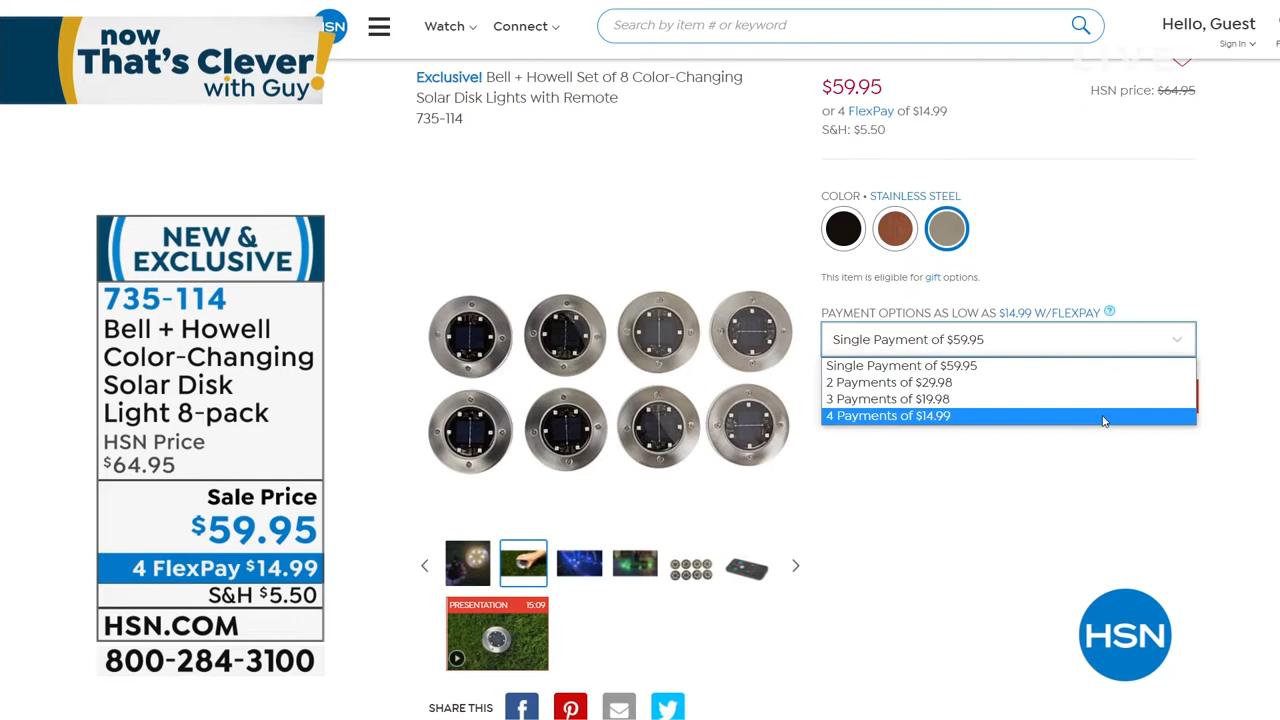 now
That's Clever!
with Guy
HSN
Watch
Connect
Search by item # or keyword
Hello, Guest
Sign In
LIVE
Exclusive! Bell + Howell Set of 8 Color-Changing
Solar Disk Lights with Remote
735-114
$59.95
HSN price: $64.95
or 4 FlexPay of $14.99
S&H: $5.50
COLOR • STAINLESS STEEL
This item is eligible for gift options.
PAYMENT OPTIONS AS LOW AS $14.99 W/FLEXPAY ?
Single Payment of $59.95
Single Payment of $59.95
2 Payments of $29.98
3 Payments of $19.98
4 Payments of $14.99
NEW &
EXCLUSIVE
735-114
Bell + Howell
Color-Changing
Solar Disk
Light 8-pack
HSN Price
$64.95
Sale Price
$59.95
4 FlexPay $14.99
S&H $5.50
HSN.COM
800-284-3100
PRESENTATION 15:09
SHARE THIS
HSN